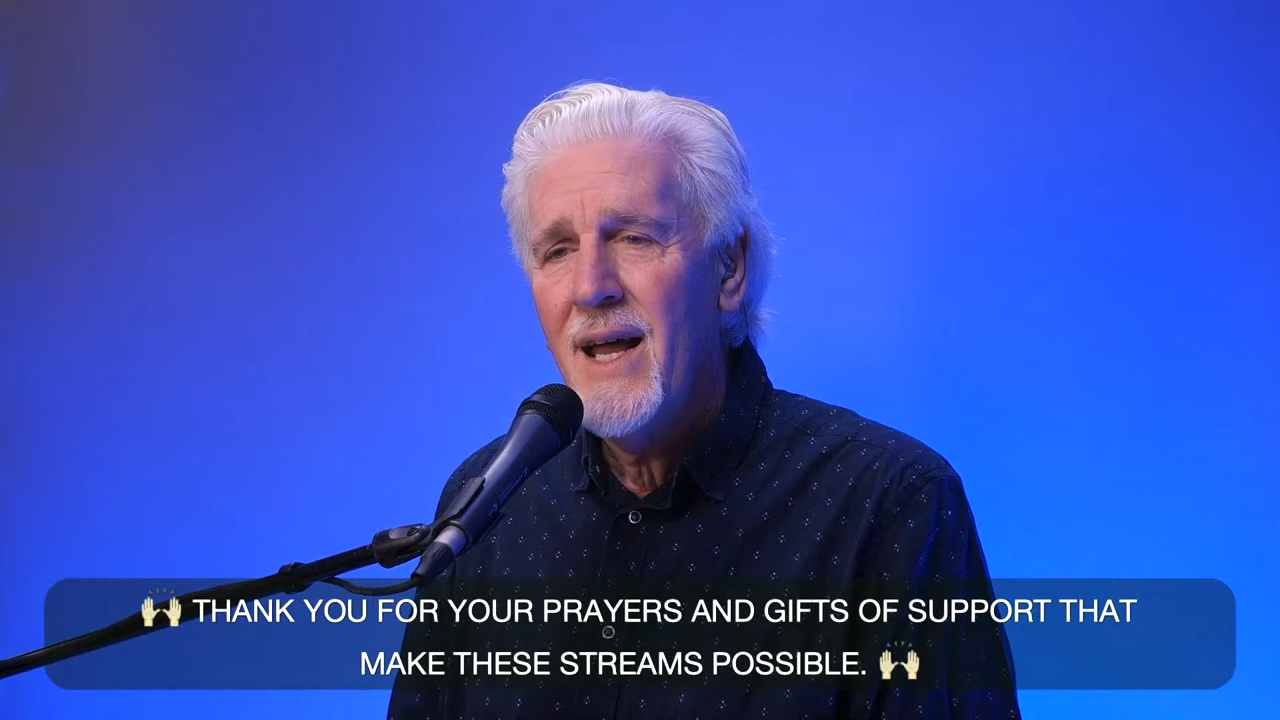 🙌 THANK YOU FOR YOUR PRAYERS AND GIFTS OF SUPPORT THAT
MAKE THESE STREAMS POSSIBLE. 🙌